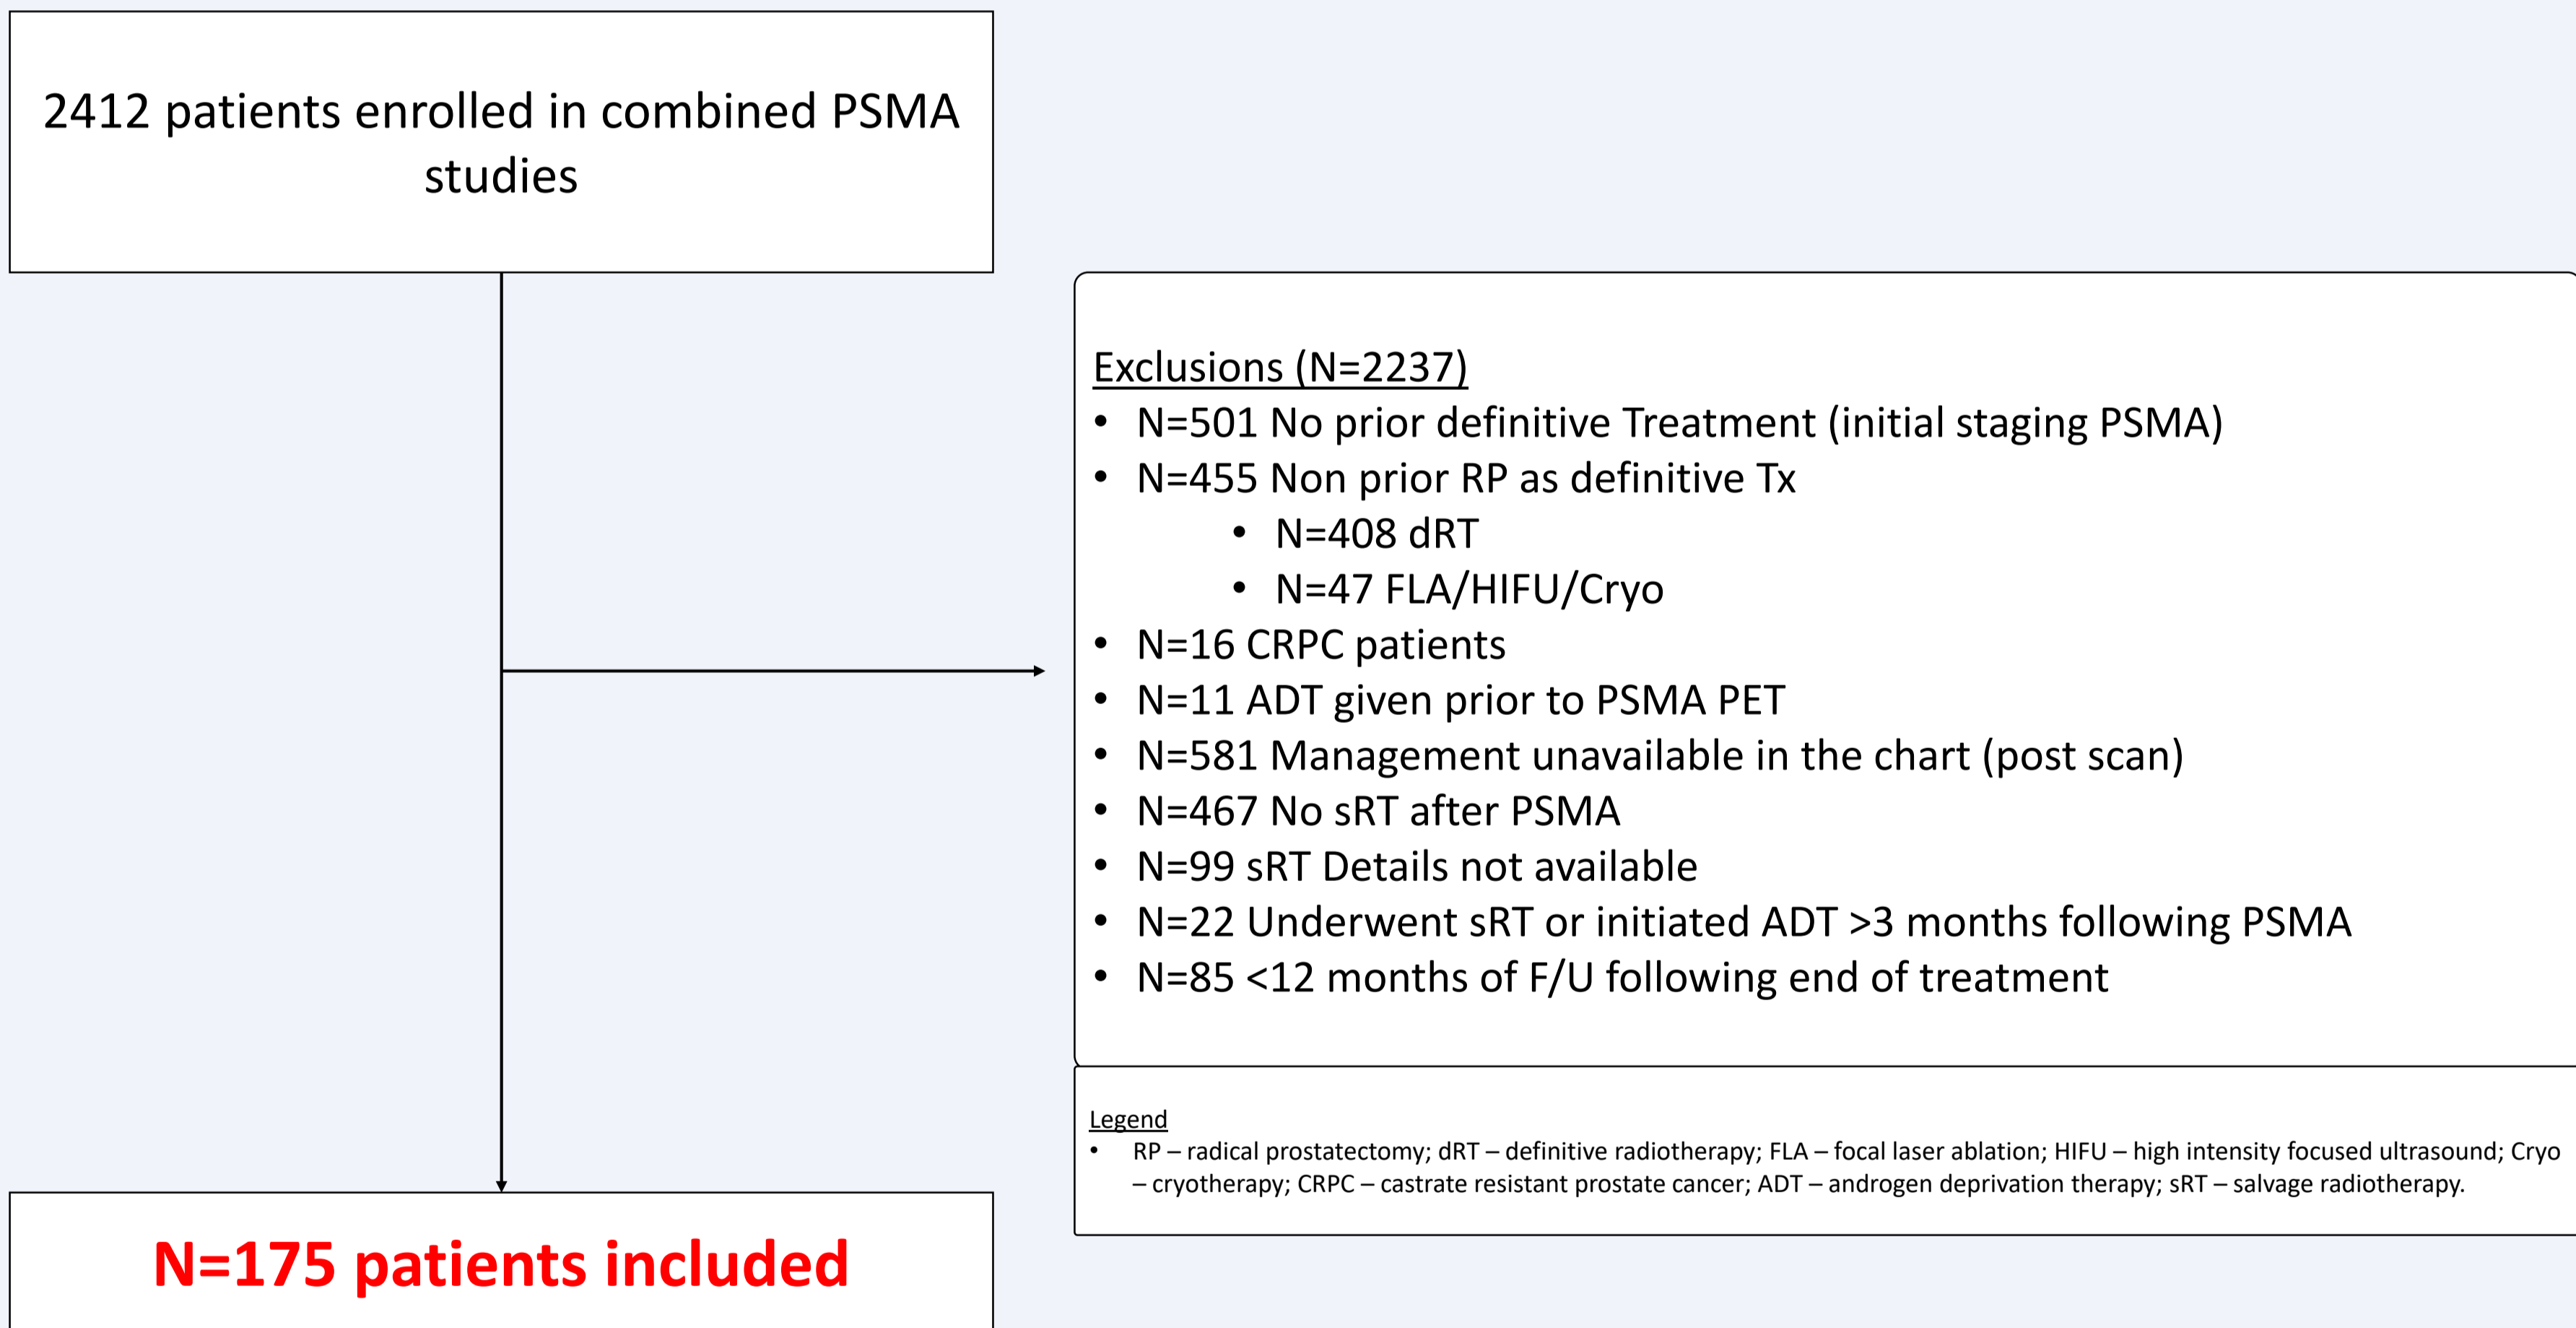 2412 patients enrolled in combined PSMA
studies
Exclusions (N=2237)
• N=501 No prior definitive Treatment (initial staging PSMA)
• N=455 Non prior RP as definitive Tx
• N=408 dRT
• N=47 FLA/HIFU/Cryo
• N=16 CRPC patients
• N=11 ADT given prior to PSMA PET
• N=581 Management unavailable in the chart (post scan)
• N=467 No sRT after PSMA
• N=99 sRT Details not available
• N=22 Underwent sRT or initiated ADT >3 months following PSMA
• N=85 <12 months of F/U following end of treatment
Legend
• RP – radical prostatectomy; dRT – definitive radiotherapy; FLA – focal laser ablation; HIFU – high intensity focused ultrasound; Cryo
– cryotherapy; CRPC – castrate resistant prostate cancer; ADT – androgen deprivation therapy; sRT – salvage radiotherapy.
N=175 patients included